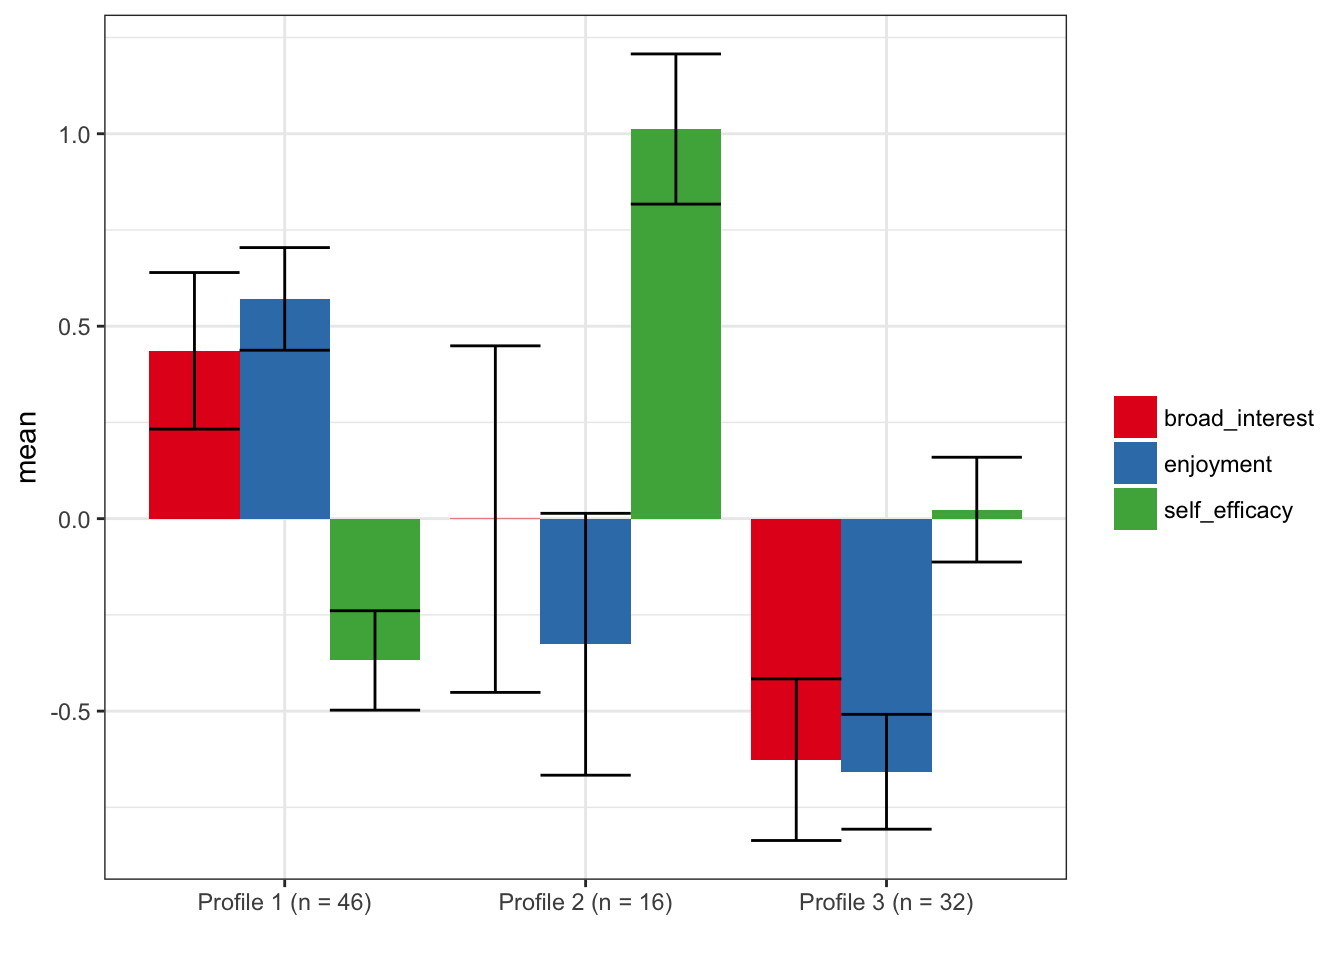 mean
1.0
0.5
0.0
-0.5
Profile 1 (n = 46)
Profile 2 (n = 16)
Profile 3 (n = 32)
broad_interest
enjoyment
self_efficacy